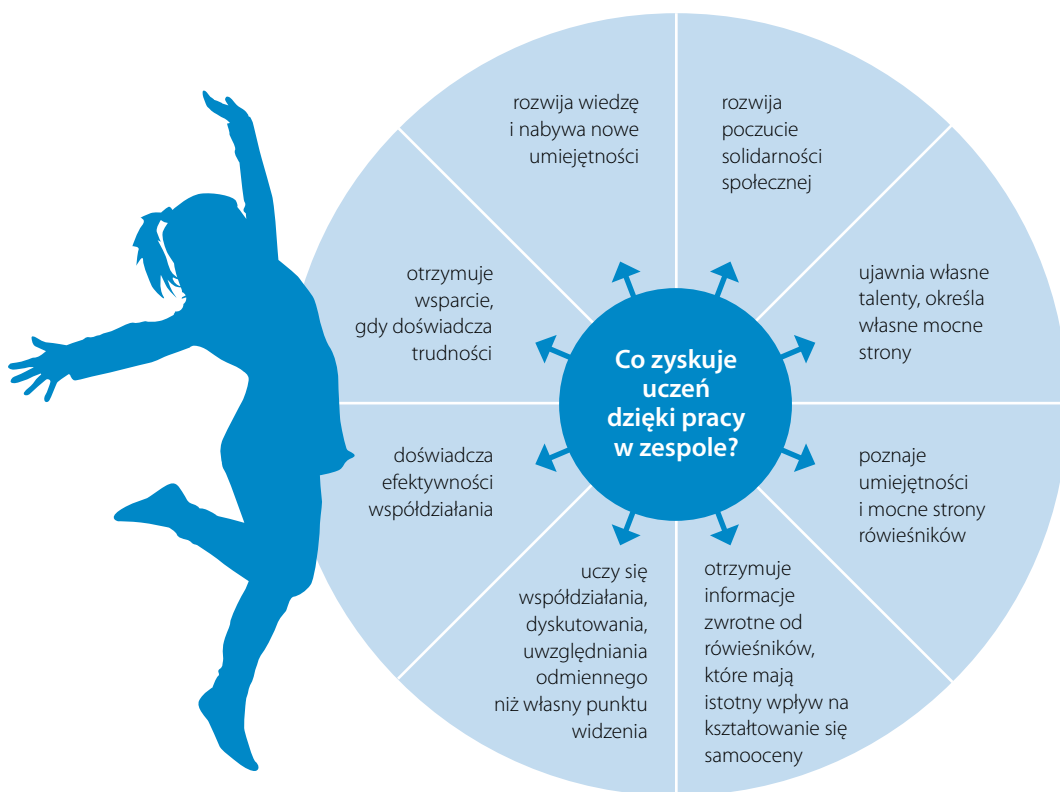 Co zyskuje
uczeń
dzięki pracy
w zespole?
rozwija
poczucie
solidarności
społecznej
ujawnia własne
talenty, określa
własne mocne
strony
poznaje
umiejętności
i mocne strony
rówieśników
otrzymuje
informacje
zwrotne od
rówieśników,
które mają
istotny wpływ na
kształtowanie się
samooceny
uczy się
współdziałania,
dyskutowania,
uwzględniania
odmiennego
niż własny punktu
widzenia
doświadcza
efektywności
współdziałania
otrzymuje
wsparcie,
gdy doświadcza
trudności
rozwija wiedzę
i nabywa nowe
umiejętności